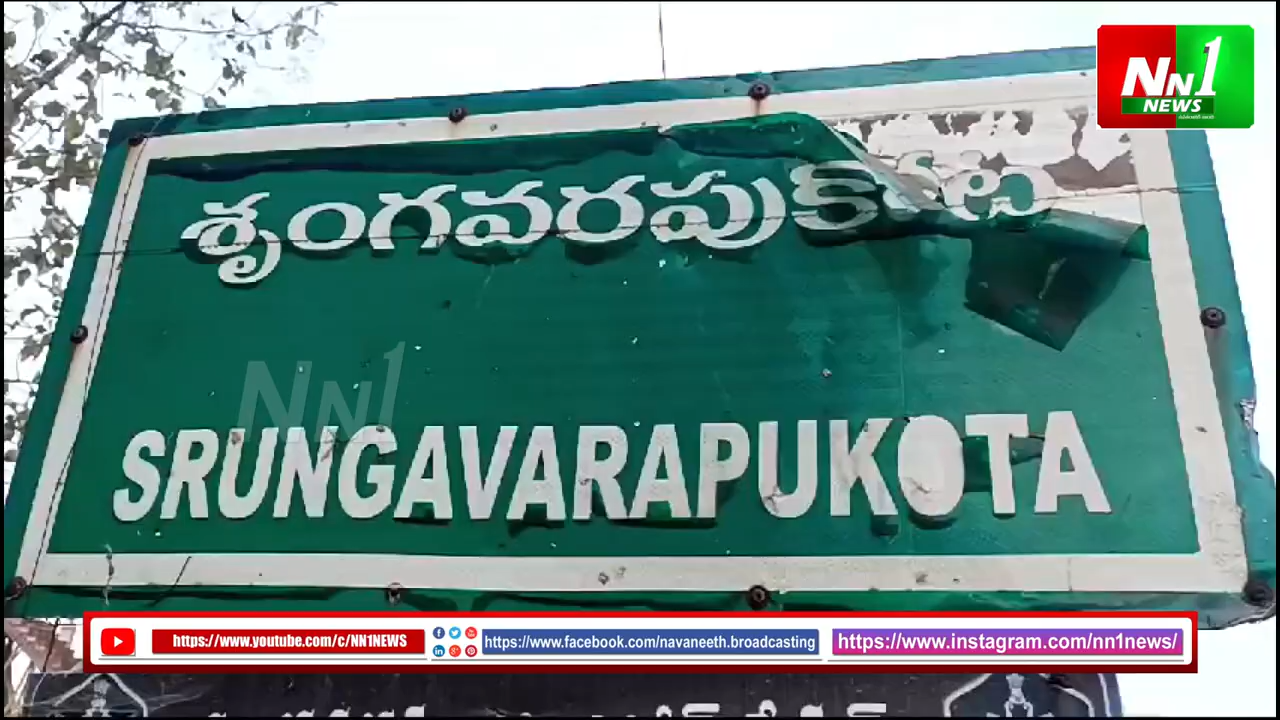 NN1
NEWS
శృంగవరపుకోట
NN1
SRUNGAVARAPUKOTA
https://www.youtube.com/c/NN1NEWS
https://www.facebook.com/navaneeth.broadcasting
https://www.instagram.com/nn1news/